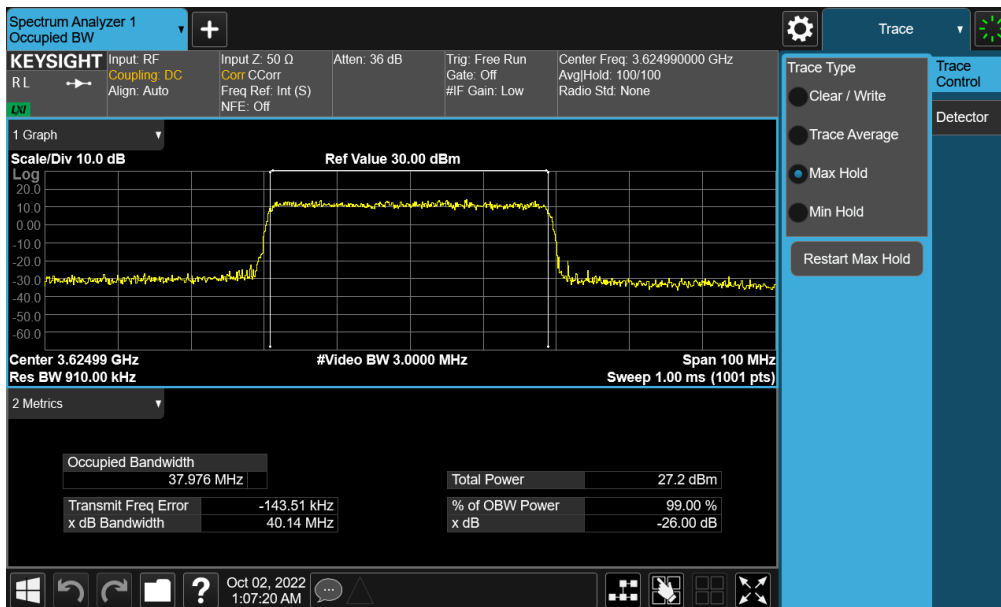 Spectrum Analyzer 1
Occupied BW
+
Trace
KEYSIGHT
R L
LXI
Input: RF
Coupling: DC
Align: Auto
Input Z: 50 Ω
Corr CCorr
Freq Ref: Int (S)
NFE: Off
Atten: 36 dB
Trig: Free Run
Gate: Off
#IF Gain: Low
Center Freq: 3.624990000 GHz
Avg|Hold: 100/100
Radio Std: None
Trace Type
Clear / Write
Trace Average
Max Hold
Min Hold
Restart Max Hold
Trace Control
Detector
1 Graph
Scale/Div 10.0 dB
Ref Value 30.00 dBm
Log
20.0
10.0
0.00
-10.0
-20.0
-30.0
-40.0
-50.0
-60.0
Center 3.62499 GHz
#Video BW 3.0000 MHz
Span 100 MHz
Res BW 910.00 kHz
Sweep 1.00 ms (1001 pts)
2 Metrics
Occupied Bandwidth
37.976 MHz
Total Power 27.2 dBm
Transmit Freq Error -143.51 kHz
% of OBW Power 99.00 %
x dB Bandwidth 40.14 MHz
x dB -26.00 dB
?
Oct 02, 2022
1:07:20 AM